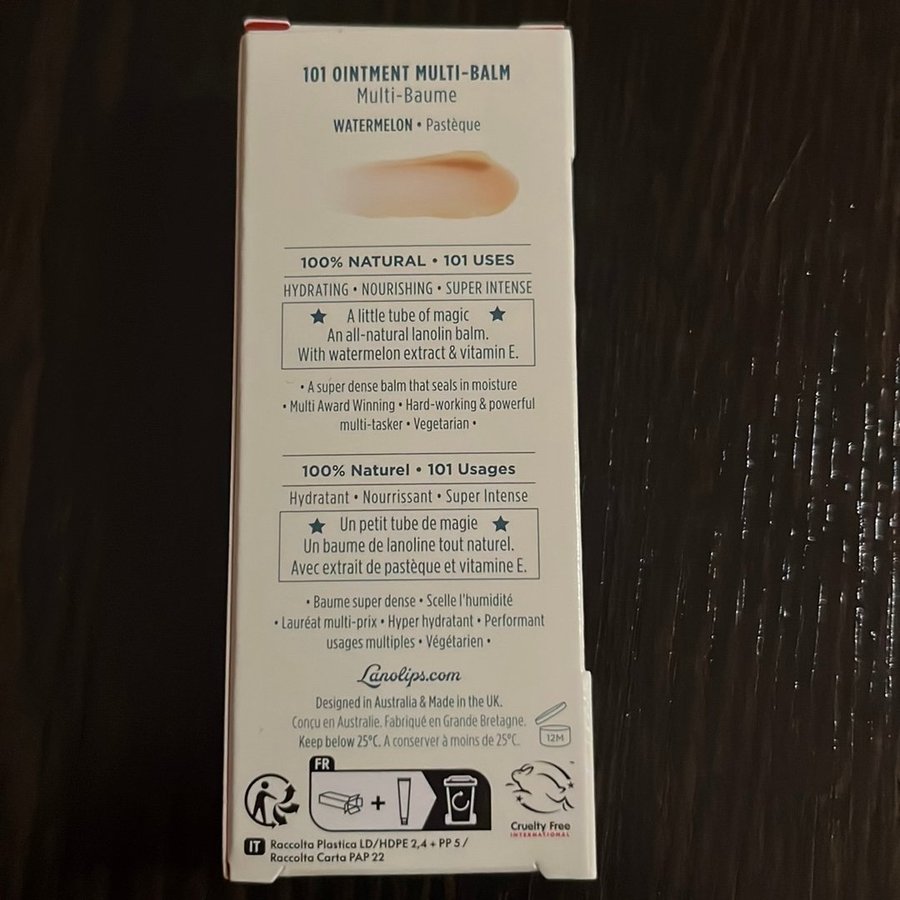 101 OINTMENT MULTI-BALM
Multi-Baume
WATERMELON • Pastèque
100% NATURAL • 101 USES
HYDRATING • NOURISHING • SUPER INTENSE
A little tube of magic
An all-natural lanolin balm.
With watermelon extract & vitamin E.
• A super dense balm that seals in moisture
• Multi Award Winning • Hard-working & powerful
multi-tasker • Vegetarian •
100% Naturel • 101 Usages
Hydratant • Nourrissant • Super Intense
Un petit tube de magie
Un baume de lanoline tout naturel.
Avec extrait de pastèque et vitamine E.
• Baume super dense • Scelle l'humidité
• Lauréat multi-prix • Hyper hydratant • Performant
usages multiples • Végétarien •
Lanolips.com
Designed in Australia & Made in the UK.
Conçu en Australie. Fabriqué en Grande Bretagne.
Keep below 25°C. A conserver à moins de 25°C.
12M
FR
+
Cruelty Free
INTERNATIONAL
IT Raccolta Plastica LD/HDPE 2,4 + PP 5 /
Raccolta Carta PAP 22